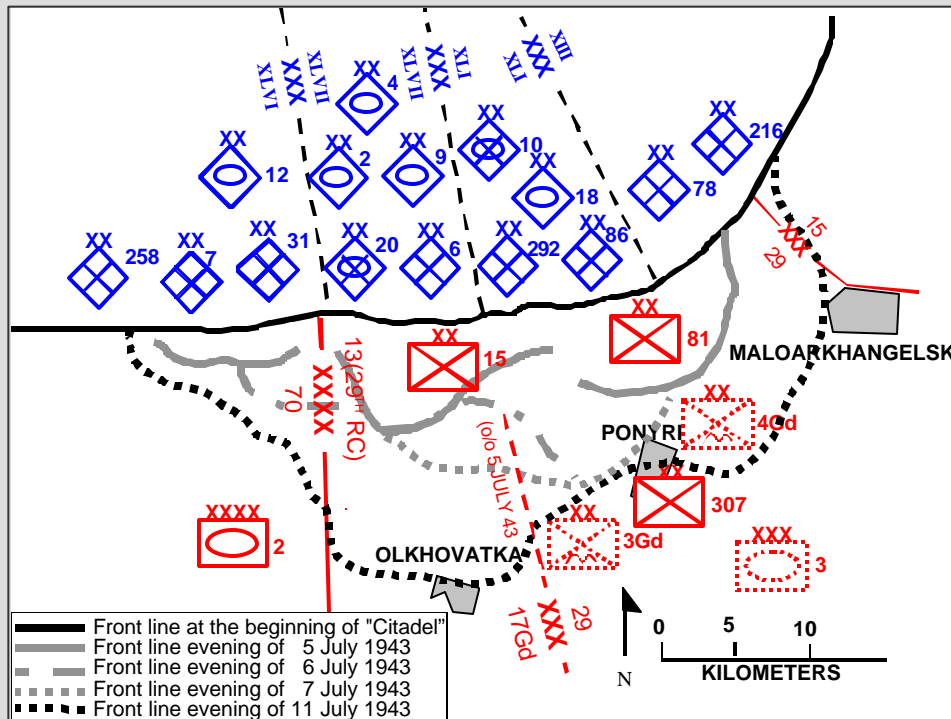 XLVI
XXX
XLVII
XLVII
XXX
XLI
XLI
XXX
XIII
XX
4
XX
12
XX
2
XX
9
XX
10
XX
18
XX
78
XX
216
XX
258
XX
7
XX
31
XX
20
XX
6
XX
292
XX
86
15
XXX
29
XX
15
XX
81
MALOARKHANGELSK
13(29TH RC)
XXXX
70
XX
4Gd
PONYRI
(o/o 5 JULY 43)
XX
307
XXXX
2
OLKHOVATKA
XX
3Gd
XXX
3
29
XXX
17Gd
N
0 5 10
KILOMETERS
Front line at the beginning of "Citadel”
Front line evening of 5 July 1943
Front line evening of 6 July 1943
Front line evening of 7 July 1943
Front line evening of 11 July 1943